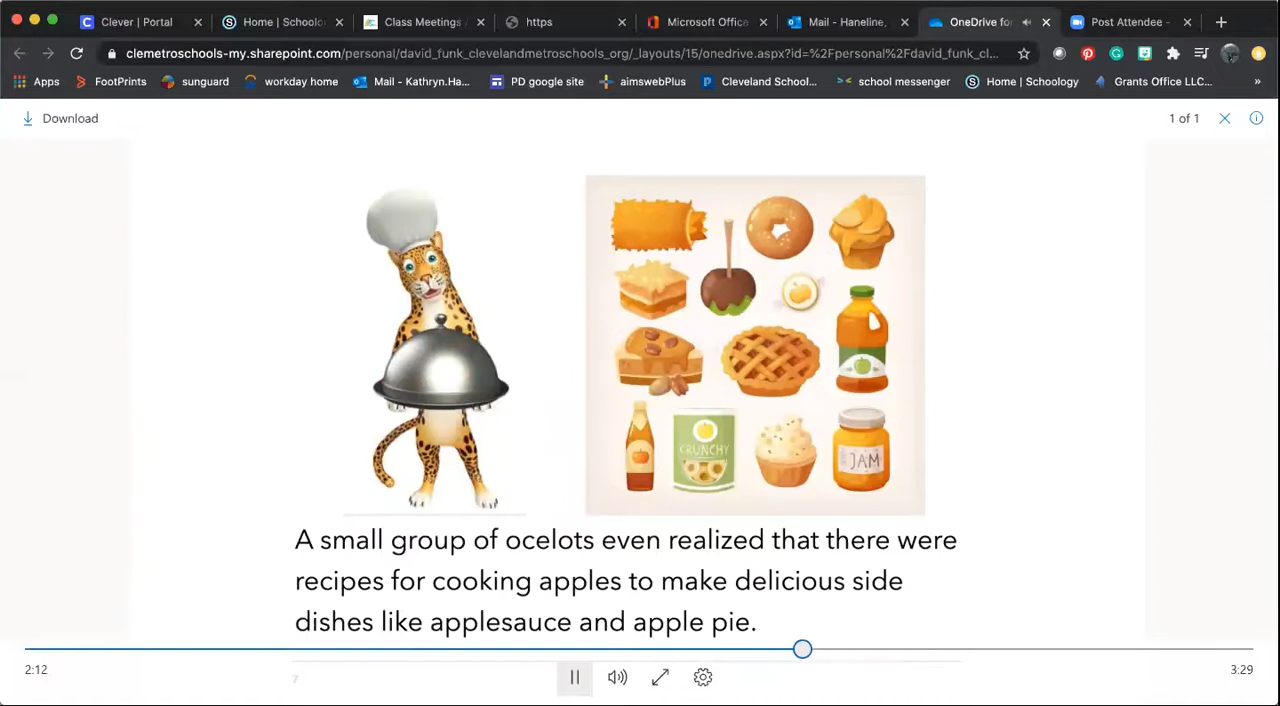 Clever | Portal
Home | Schoolo
Class Meetings /
https
Microsoft Office
Mail - Haneline,
OneDrive for
Post Attendee -
clemetroschools-my.sharepoint.com/personal/david_funk_clevelandmetroschools_org/_layouts/15/onedrive.aspx?id=%2Fpersonal%2Fdavid_funk_cl...
Apps
FootPrints
sunguard
workday home
Mail - Kathryn.Ha...
PD google site
aimswebPlus
Cleveland School...
school messenger
Home | Schoology
Grants Office LLC...
»
Download
1 of 1
CRUNCHY
JAM
A small group of ocelots even realized that there were
recipes for cooking apples to make delicious side
dishes like applesauce and apple pie.
2:12
3:29
7